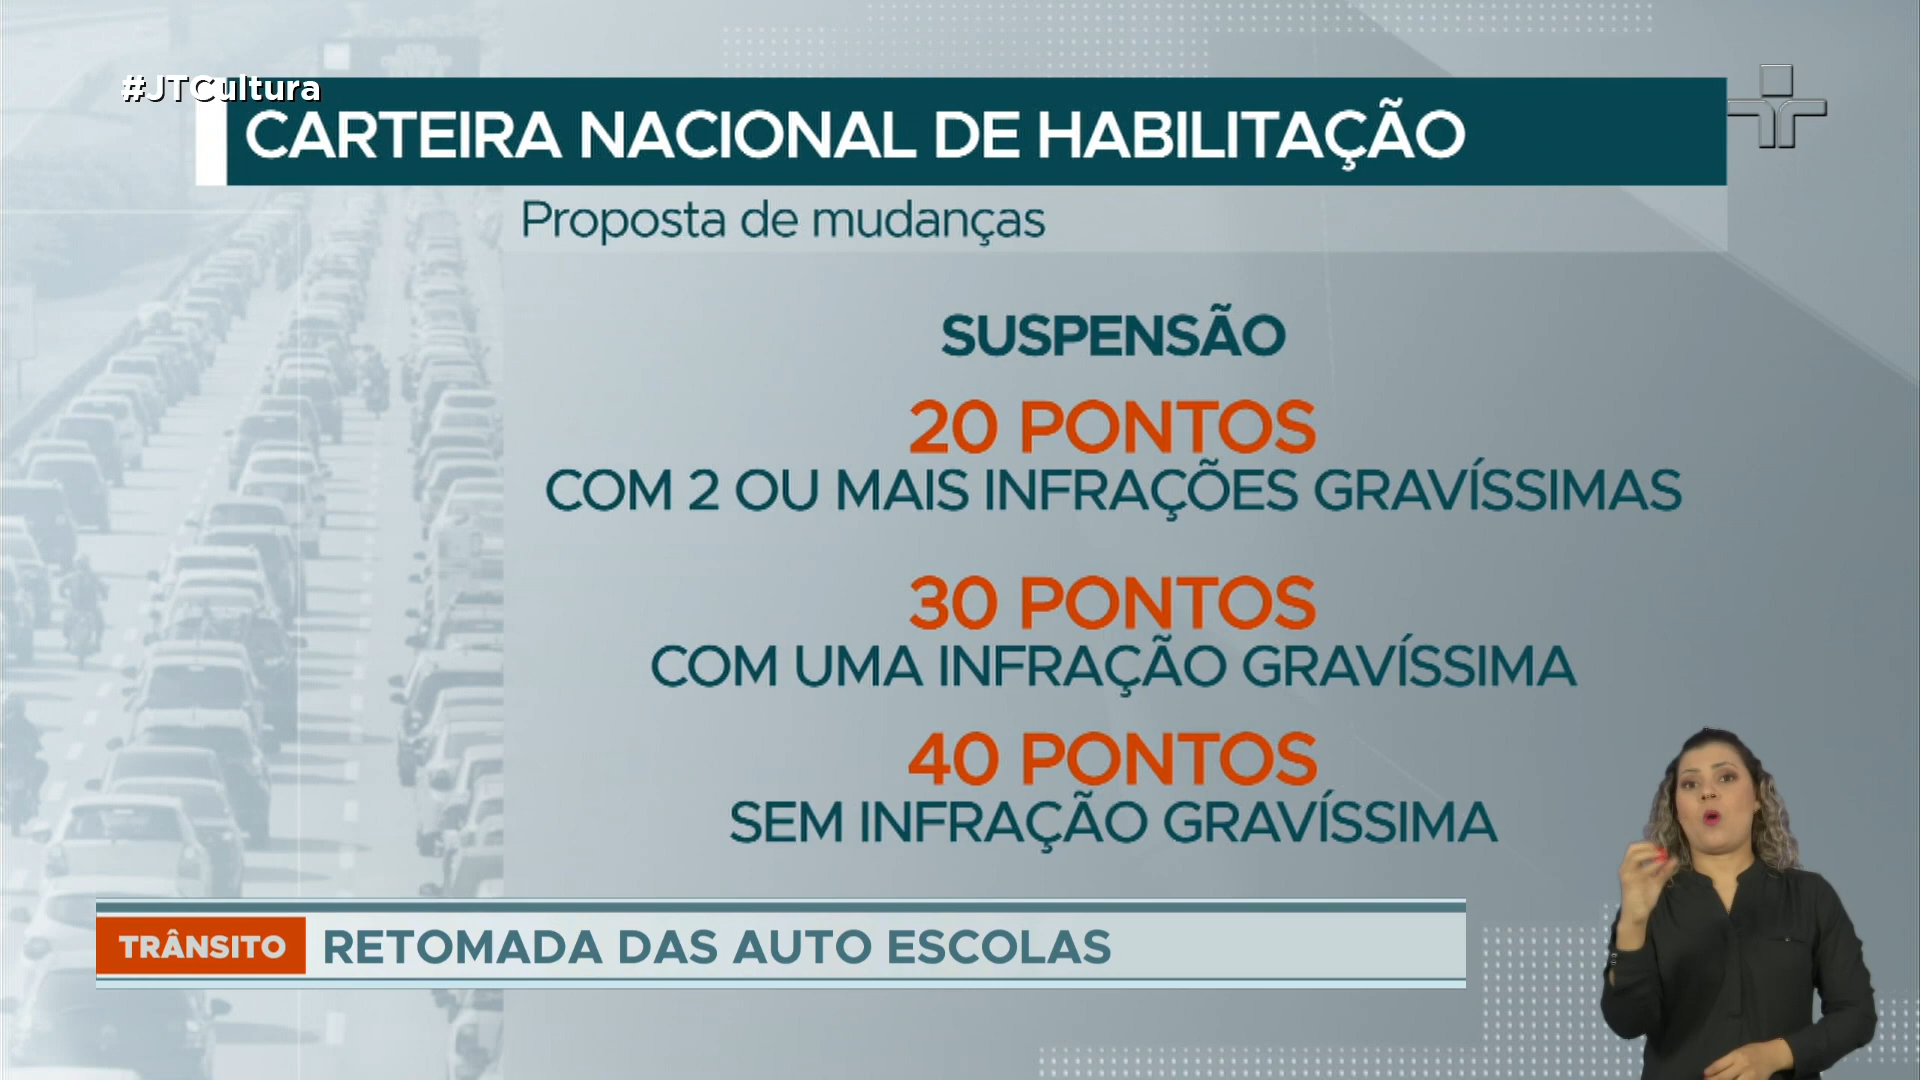 #JTCultura
CARTEIRA NACIONAL DE HABILITAÇÃO
Proposta de mudanças
SUSPENSÃO
20 PONTOS
COM 2 OU MAIS INFRAÇÕES GRAVÍSSIMAS
30 PONTOS
COM UMA INFRAÇÃO GRAVÍSSIMA
40 PONTOS
SEM INFRAÇÃO GRAVÍSSIMA
TRÂNSITO RETOMADA DAS AUTO ESCOLAS